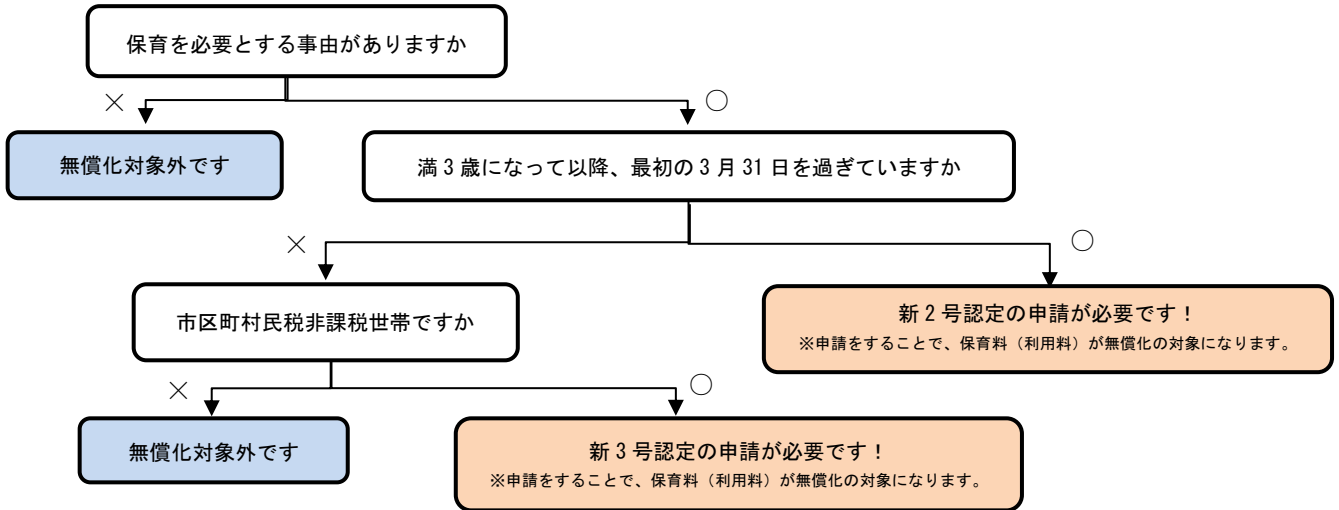 保育を必要とする事由がありますか
×
○
無償化対象外です
満3歳になって以降、最初の3月31日を過ぎていますか
×
○
市区町村民税非課税世帯ですか
新2号認定の申請が必要です！
※申請をすることで、保育料（利用料）が無償化の対象になります。
×
○
無償化対象外です
新3号認定の申請が必要です！
※申請をすることで、保育料（利用料）が無償化の対象になります。